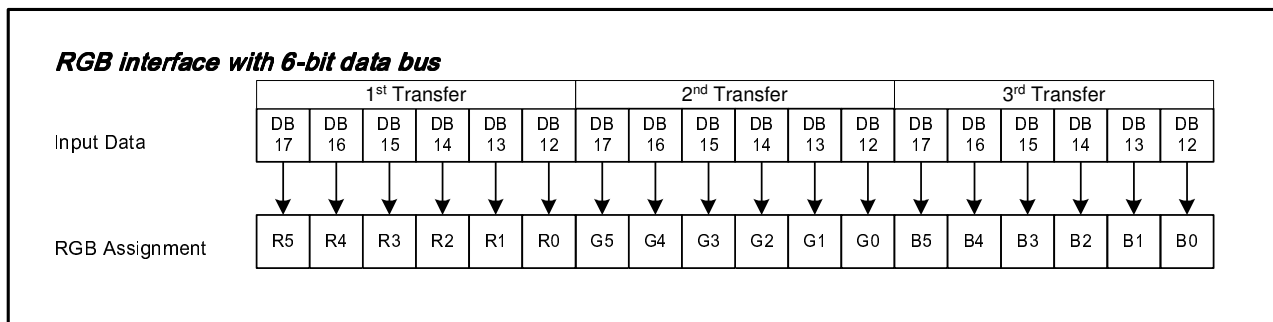 RGB interface with 6-bit data bus
1st Transfer 2nd Transfer 3rd Transfer
Input Data DB 17 DB 16 DB 15 DB 14 DB 13 DB 12 DB 17 DB 16 DB 15 DB 14 DB 13 DB 12 DB 17 DB 16 DB 15 DB 14 DB 13 DB 12
RGB Assignment R5 R4 R3 R2 R1 R0 G5 G4 G3 G2 G1 G0 B5 B4 B3 B2 B1 B0